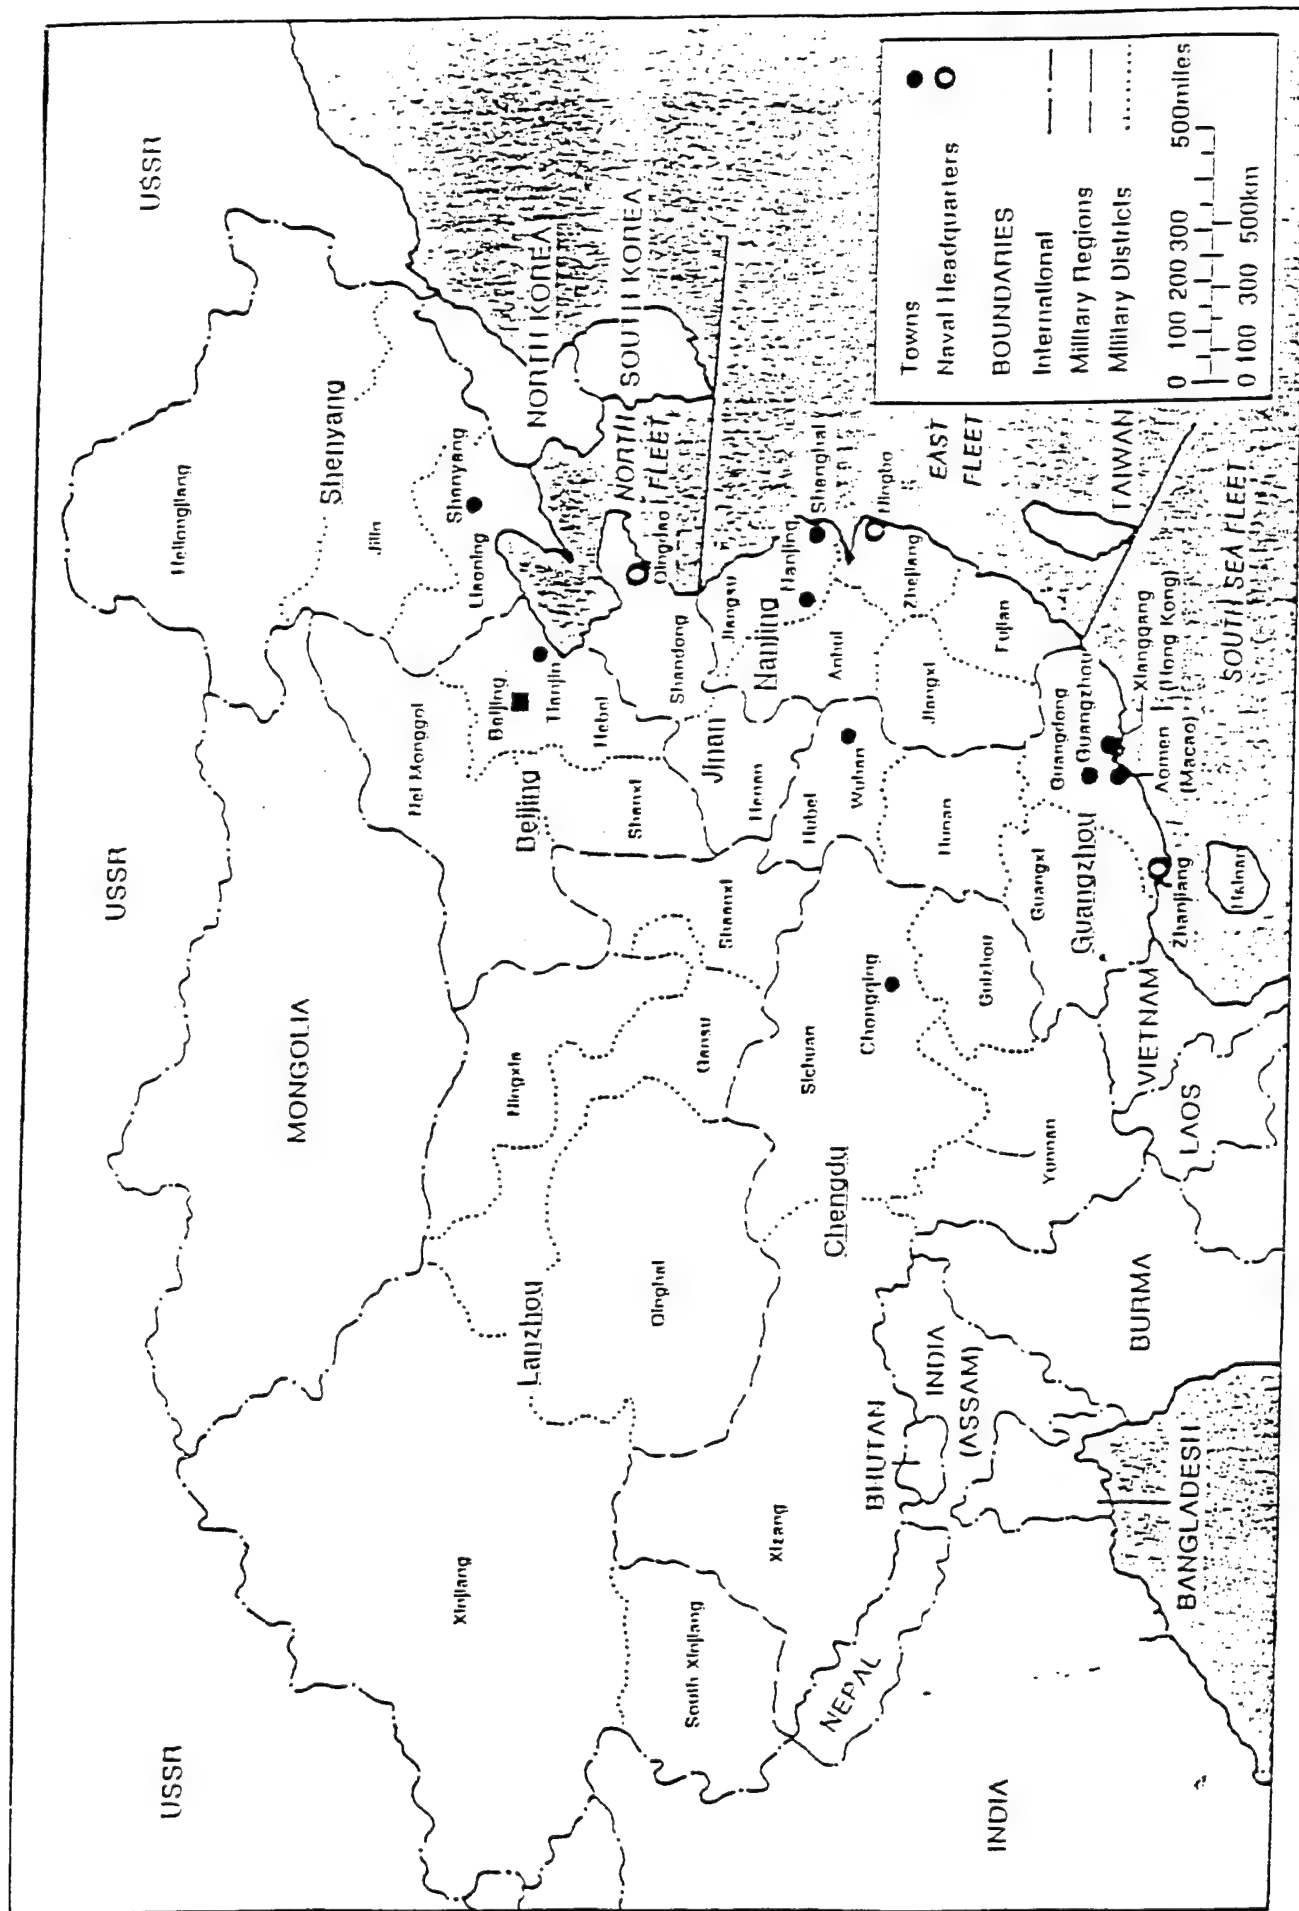 USSR
USSR
USSR
MONGOLIA
Heilongjiang
Shenyang
Jilin
Shenyang
Liaoning
NORTH KOREA
SOUTH KOREA
NORTH
FLEET
Qingdao
Nei Monggol
Beijing
Beijing
Tianjin
Hebei
Shanxi
Shandong
Jinan
Henan
Jiangsu
Nanjing
Nanjing
Shanghai
Anhui
Ningbo
Zhejiang
EAST
FLEET
Hubei
Wuhan
Jiangxi
Fujian
TAIWAN
Hunan
Guangdong
Guangzhou
Xianggang
(Hong Kong)
Aomen
(Macao)
SOUTH SEA FLEET
Guangxi
Guangzhou
Zhanjiang
Hainan
Shaanxi
Ningxia
Gansu
Sichuan
Chongqing
Guizhou
Chengdu
Yunnan
VIETNAM
LAOS
BURMA
Lanzhou
Qinghai
Xinjiang
South Xinjiang
Xizang
BHUTAN
INDIA
(ASSAM)
NEPAL
BANGLADESH
INDIA
Towns
Naval Headquarters
BOUNDARIES
International
Military Regions
Military Districts
0 100 200 300 500miles
0 100 300 500km